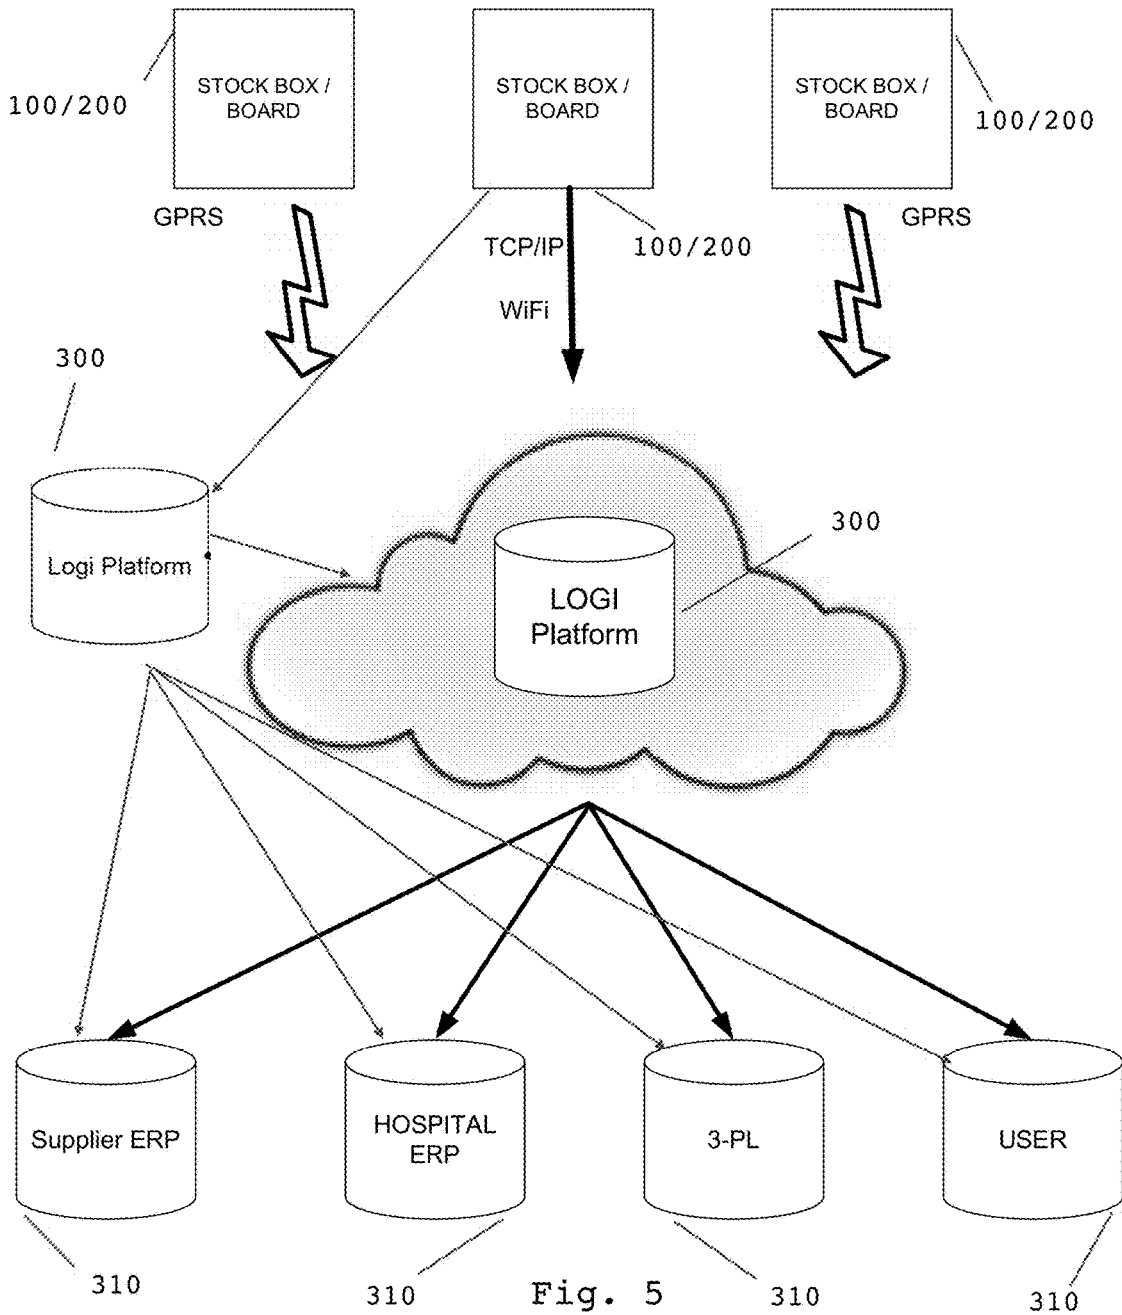 STOCK BOX /
BOARD
STOCK BOX /
BOARD
STOCK BOX /
BOARD
100/200
100/200
GPRS
GPRS
TCP/IP
100/200
WiFi
300
300
Logi Platform
LOGI
Platform
Supplier ERP
HOSPITAL
ERP
3-PL
USER
310
310
310
310
Fig. 5